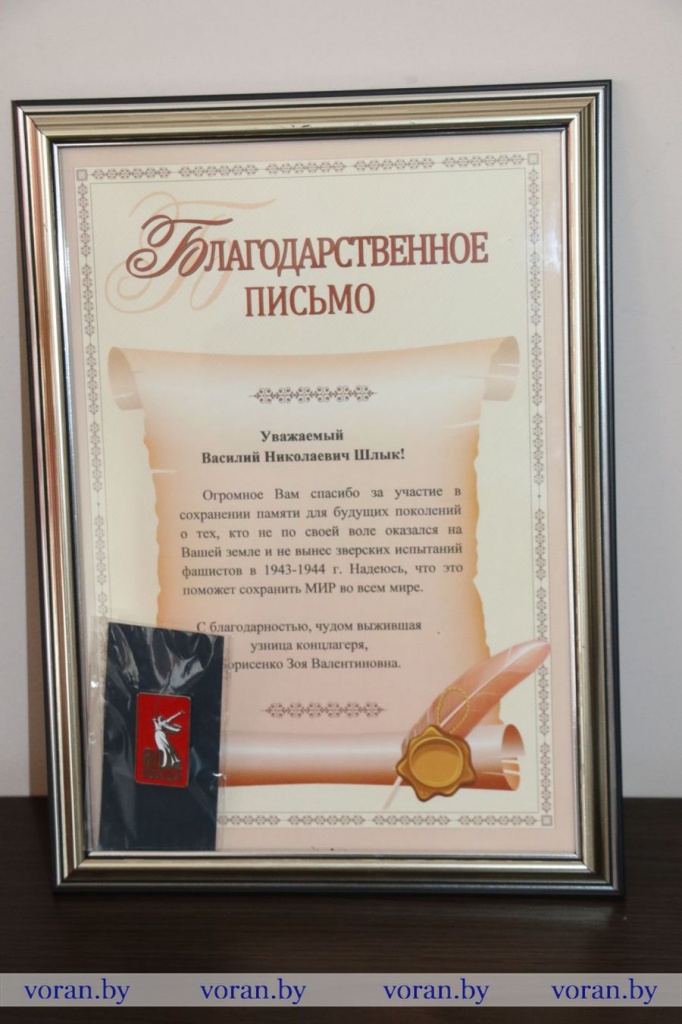 БЛАГОДАРСТВЕННОЕ
ПИСЬМО
Уважаемый
Василий Николаевич Шлык!
Огромное Вам спасибо за участие в
сохранении памяти для будущих поколений
о тех, кто не по своей воле оказался на
Вашей земле и не вынес зверских испытаний
фашистов в 1943-1944 г. Надеюсь, что это
поможет сохранить МИР во всем мире.
С благодарностью, чудом выжившая
узница концлагеря,
Борисенко Зоя Валентиновна.
voran.by voran.by voran.by voran.by